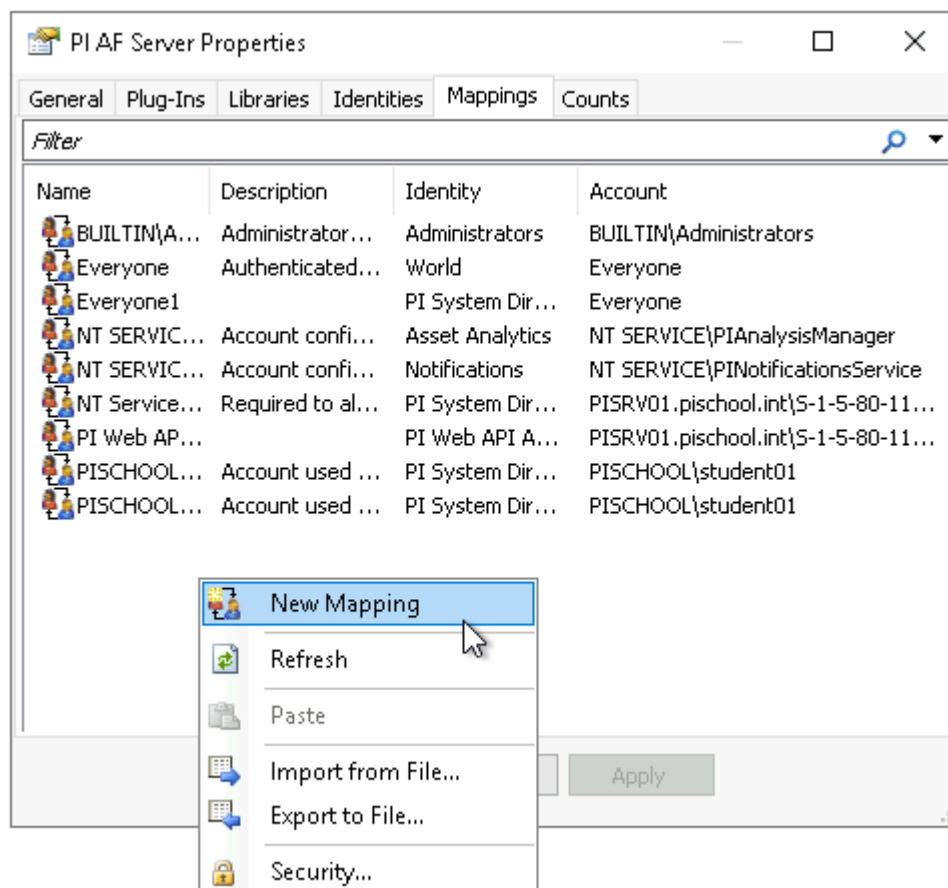 PI AF Server Properties
General Plug-Ins Libraries Identities Mappings Counts
Filter
Name Description Identity Account
BUILTIN\A... Administrator... Administrators BUILTIN\Administrators
Everyone Authenticated... World Everyone
Everyone1 PI System Dir... Everyone
NT SERVIC... Account confi... Asset Analytics NT SERVICE\PIAnalysisManager
NT SERVIC... Account confi... Notifications NT SERVICE\PINotificationsService
NT Service... Required to al... PI System Dir... PISRV01.pischool.int\S-1-5-80-11...
PI Web AP... PI Web API A... PISRV01.pischool.int\S-1-5-80-11...
PISCHOOL... Account used ... PI System Dir... PISCHOOL\student01
PISCHOOL... Account used ... PI System Dir... PISCHOOL\student01
New Mapping
Refresh
Paste
Import from File...
Apply
Export to File...
Security...